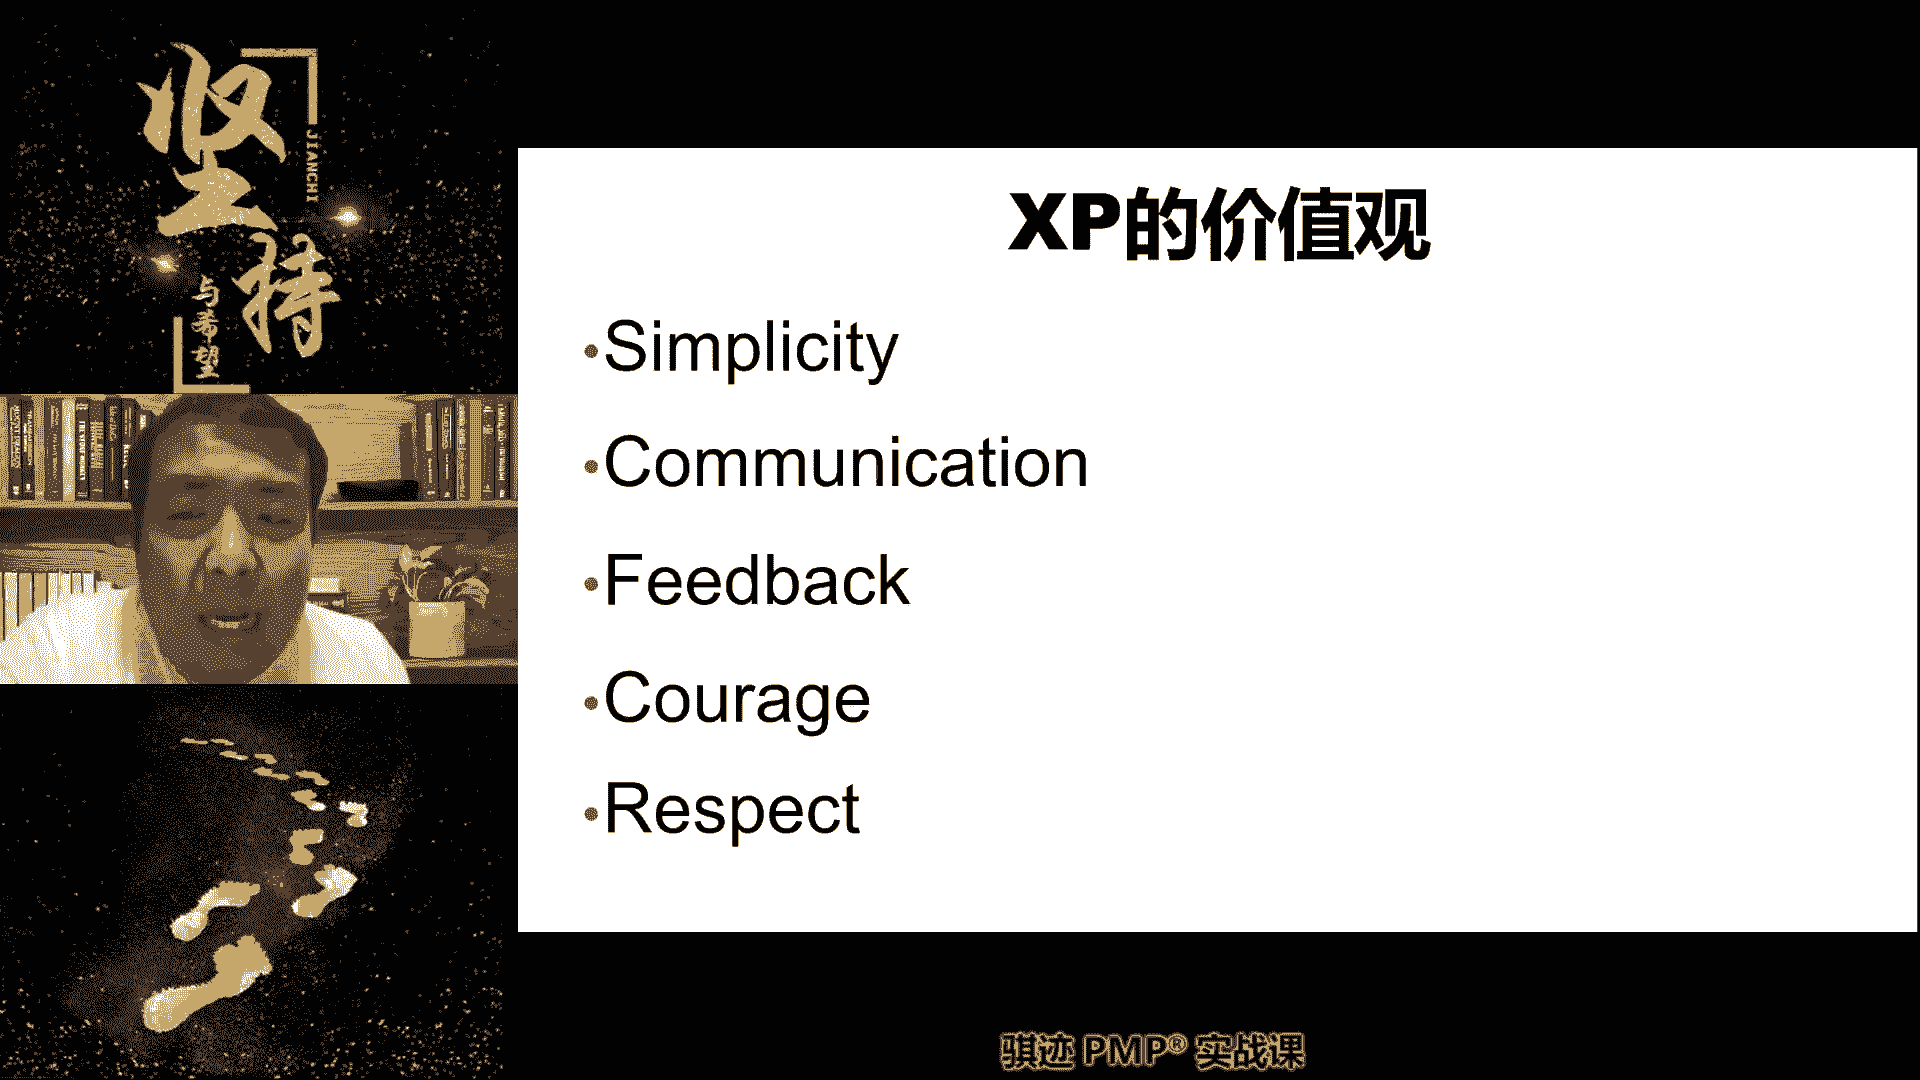 坚持
JIANCHI
与希望
XP的价值观
•Simplicity
•Communication
•Feedback
•Courage
•Respect
骐迹 PMP® 实战课